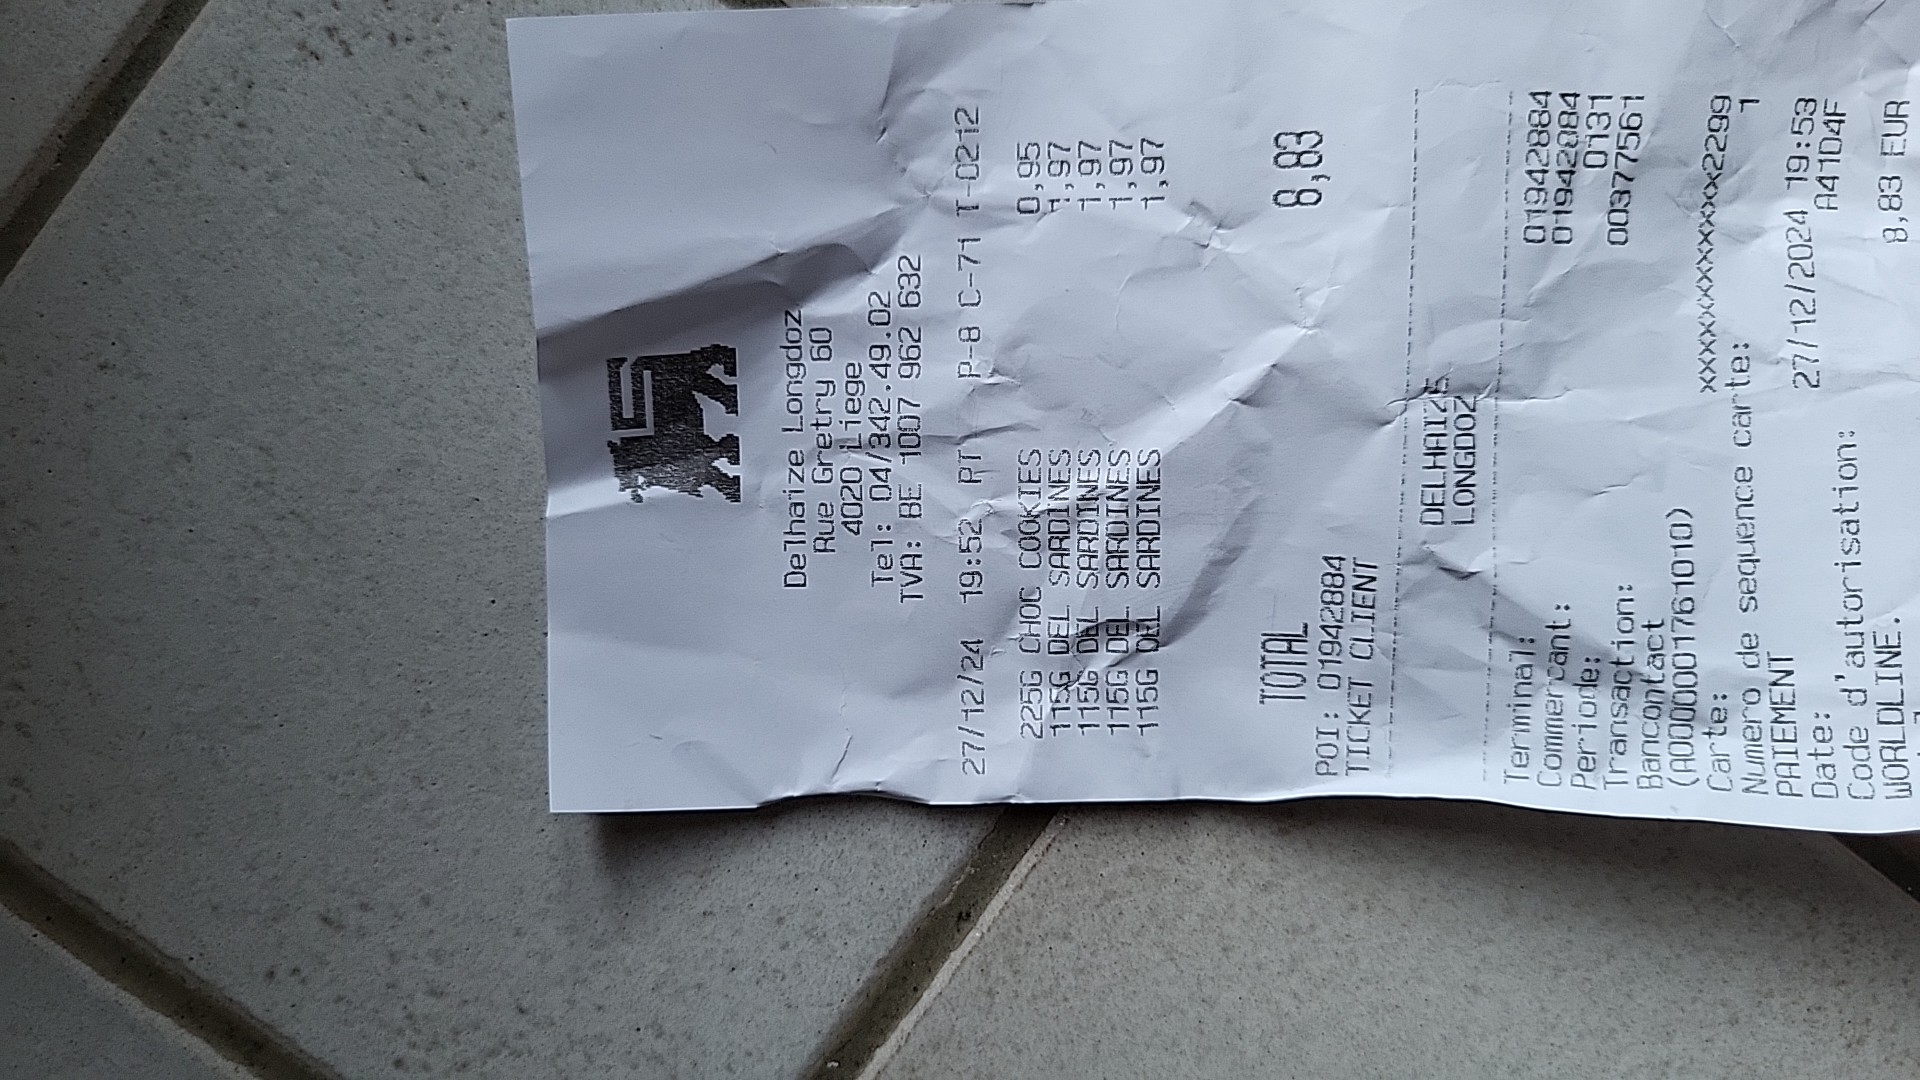 Delhaize Longdoz
Rue Gretry 60
4020 Liege
Tel: 04/342.49.02
TVA: BE 1007 962 632
27/12/24 19:52 RT P-8 C-71 T-0212
225G CHOC COOKIES 0,95
115G DEL SARDINES 1,97
115G DEL SARDINES 1,97
115G DEL SARDINES 1,97
115G DEL SARDINES 1,97
TOTAL 8,83
POI: 01942884
TICKET CLIENT
DELHAIZE
LONGDOZ
Terminal: 01942884
Commercant: 01942884
Periode: 0131
Transaction: 00377561
Bancontact
(A0000001761010)
Carte: xxxxxxxxxxxxx2299
Numero de sequence carte: 1
PAIEMENT
Date: 27/12/2024 19:53
Code d'autorisation: A41D4F
WORLDLINE. 8,83 EUR